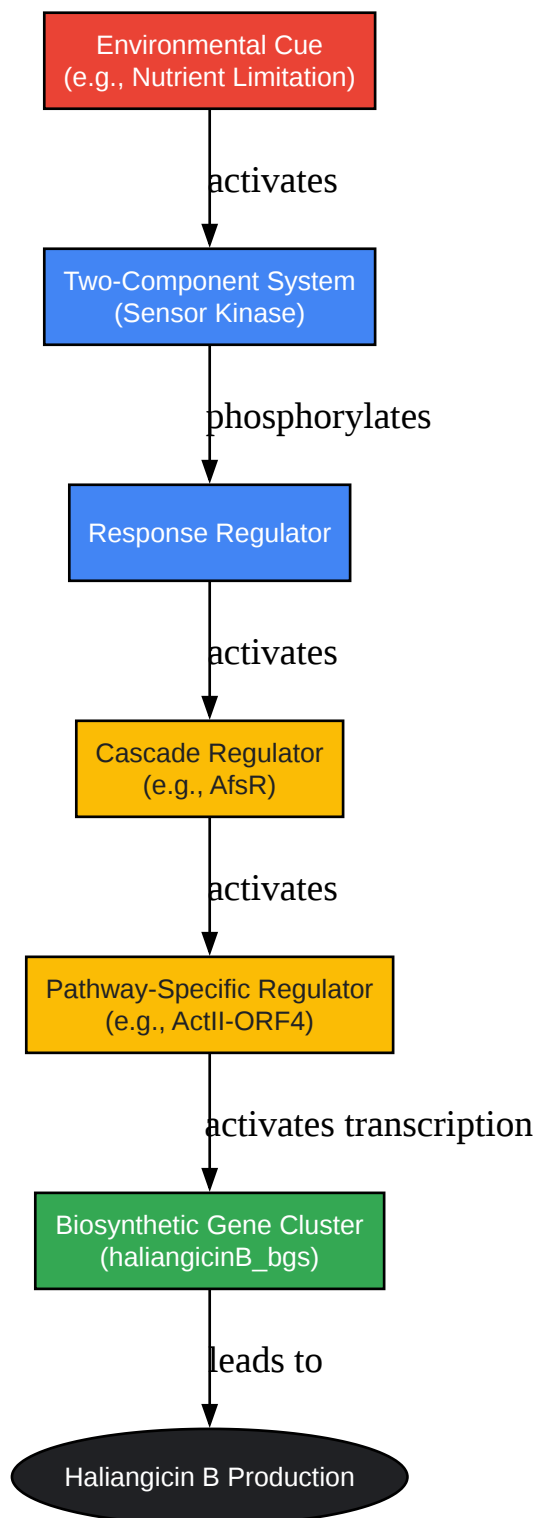 Environmental Cue
(e.g., Nutrient Limitation)
activates
Two-Component System
(Sensor Kinase)
phosphorylates
Response Regulator
activates
Cascade Regulator
(e.g., AfsR)
activates
Pathway-Specific Regulator
(e.g., ActII-ORF4)
activates transcription
Biosynthetic Gene Cluster
(haliangicinB_bgs)
leads to
Haliangicin B Production